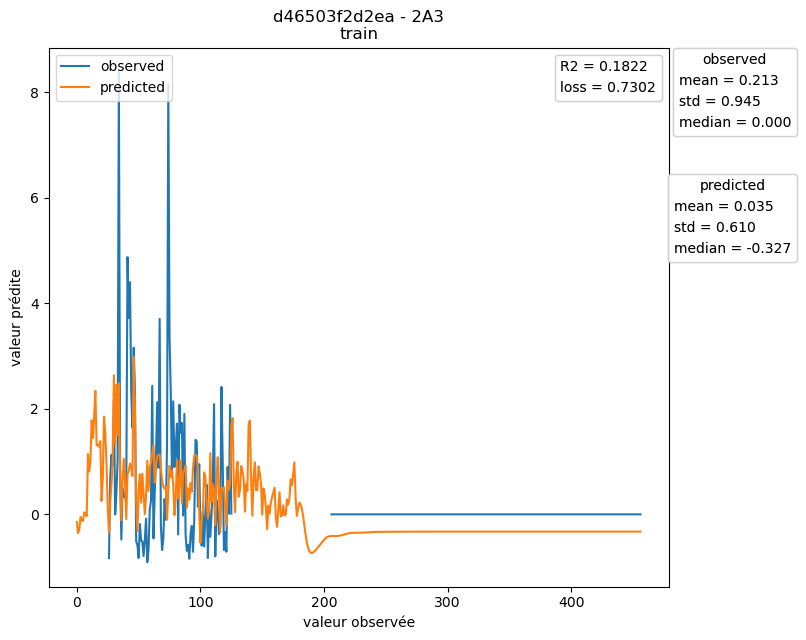 d46503f2d2ea - 2A3
train
observed
predicted
R2 = 0.1822
loss = 0.7302
observed
mean = 0.213
std = 0.945
median = 0.000
predicted
mean = 0.035
std = 0.610
median = -0.327
valeur prédite
8
6
4
2
0
0
100
200
300
400
valeur observée